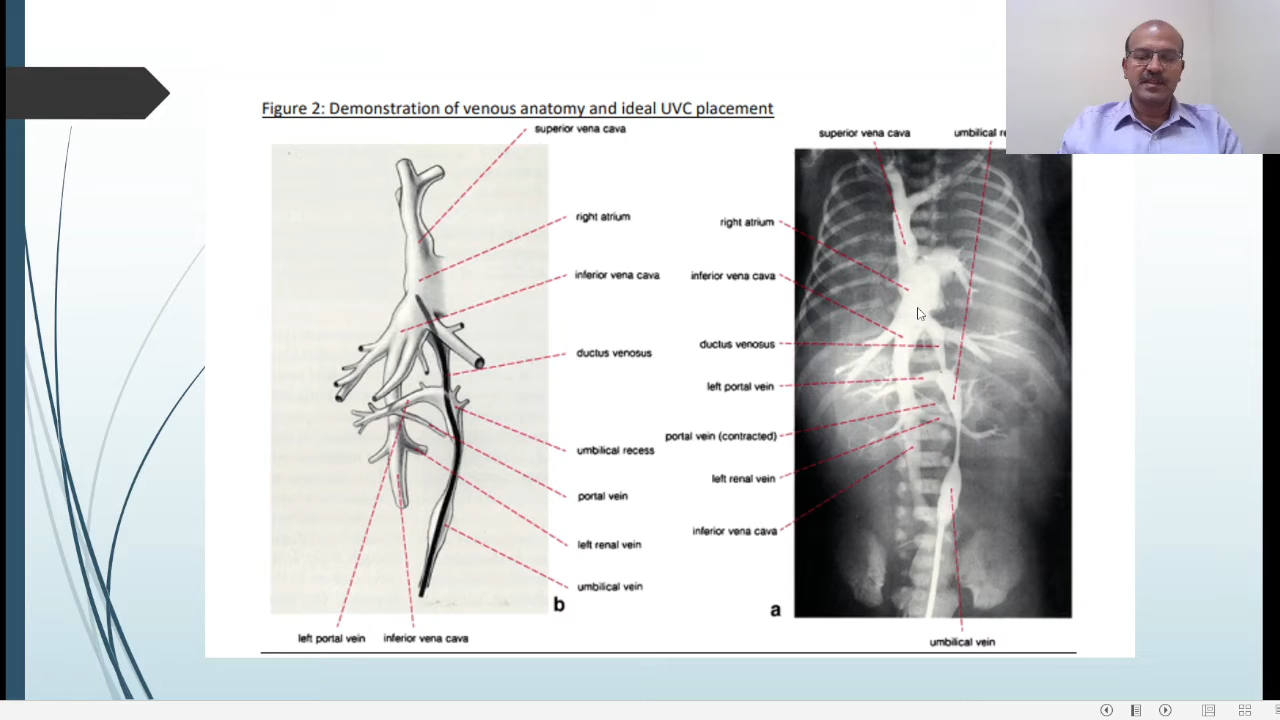 Figure 2: Demonstration of venous anatomy and ideal UVC placement
superior vena cava
right atrium
inferior vena cava
ductus venosus
umbilical recess
portal vein
left renal vein
umbilical vein
b
left portal vein
inferior vena cava
superior vena cava
umbilical
right atrium
inferior vena cava
ductus venosus
left portal vein
portal vein (contracted)
left renal vein
inferior vena cava
a
umbilical vein